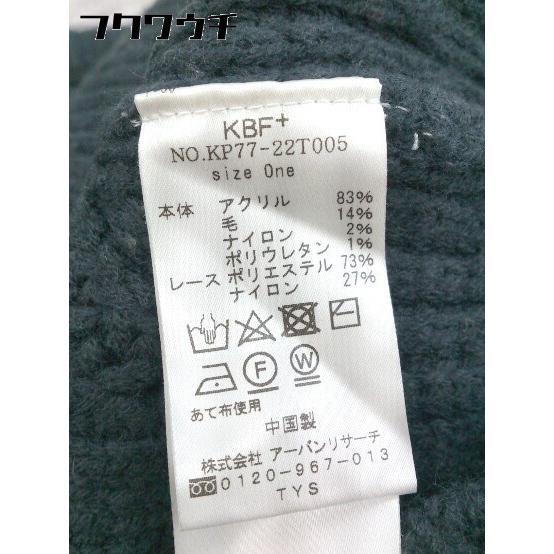 フクウチ
KBF+
NO.KP77-22T005
size One
本体 アクリル 83%
毛 14%
ナイロン 2%
ポリウレタン 1%
レース ポリエステル 73%
ナイロン 27%
F W
あて布使用
中国製
株式会社 アーバンリサーチ
0120-967-013
TYS